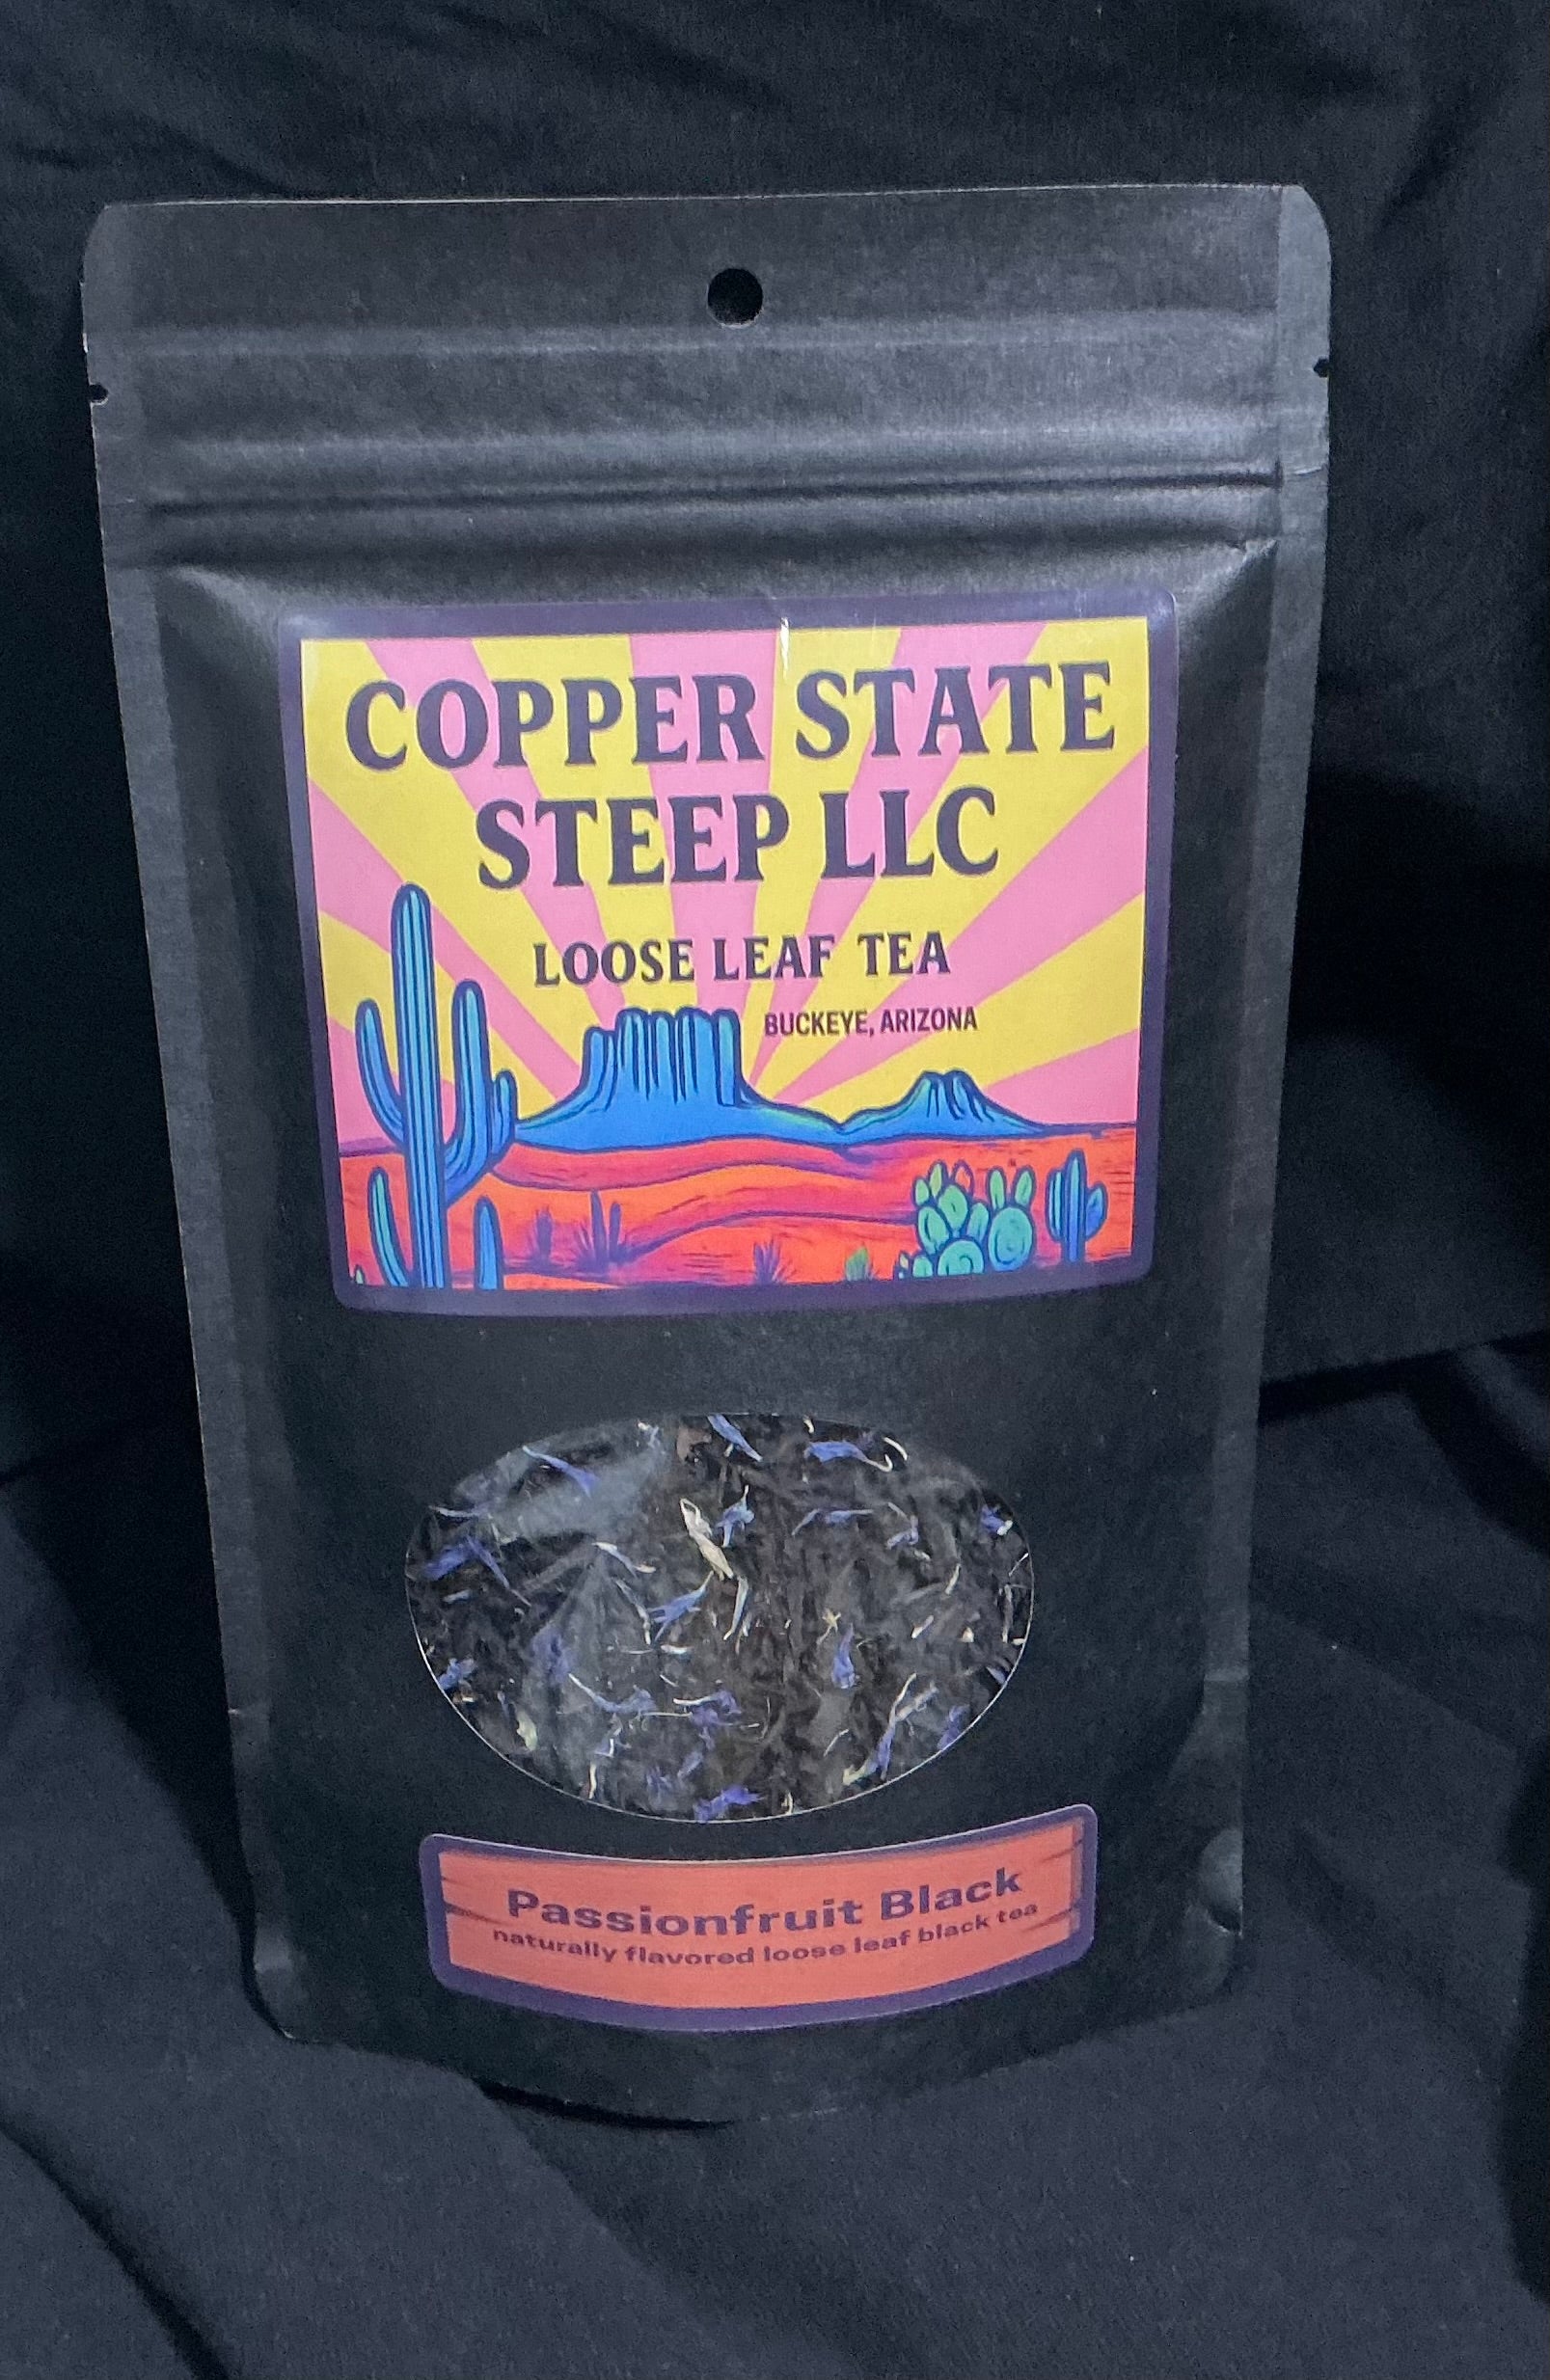 COPPER STATE
STEEP LLC
LOOSE LEAF TEA
BUCKEYE, ARIZONA
Passionfruit Black
naturally flavored loose leaf black tea